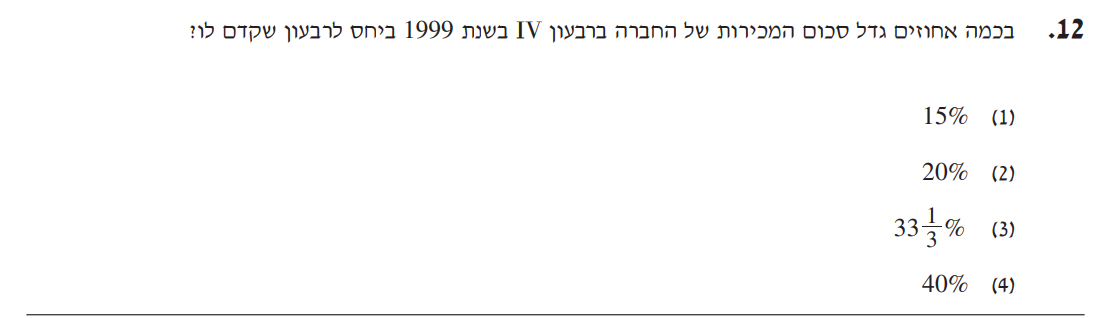 12. בכמה אחוזים גדל סכום המכירות של החברה ברבעון IV בשנת 1999 ביחס לרבעון שקדם לו?
(1) 15%
(2) 20%
(3) 33 1/3 %
(4) 40%